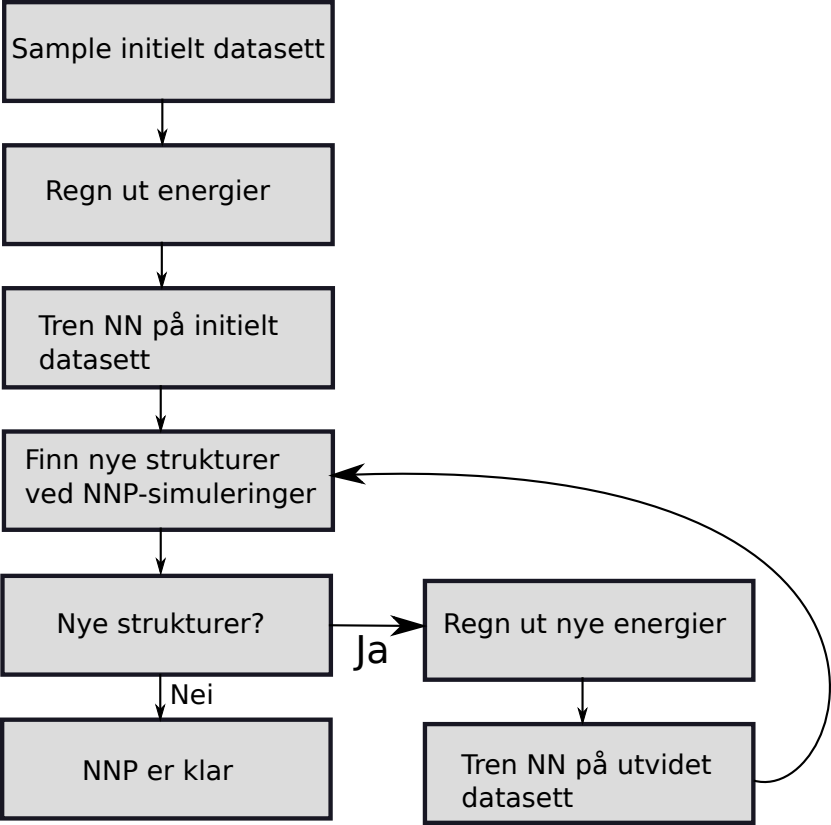 Sample initielt datasett
Regn ut energier
Tren NN på initielt
datasett
Finn nye strukturer
ved NNP-simuleringer
Nye strukturer?
Ja
Regn ut nye energier
Nei
NNP er klar
Tren NN på utvidet
datasett